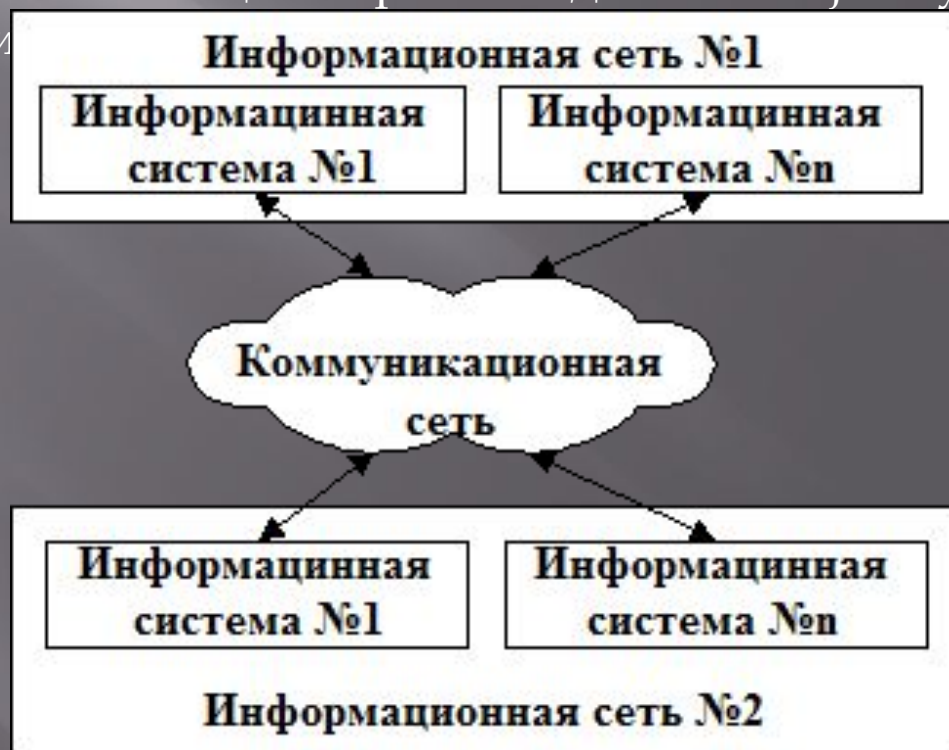 Информационная сеть №1
Информацинная
система №1
Информацинная
система №n
Коммуникационная
сеть
Информацинная
система №1
Информацинная
система №n
Информационная сеть №2